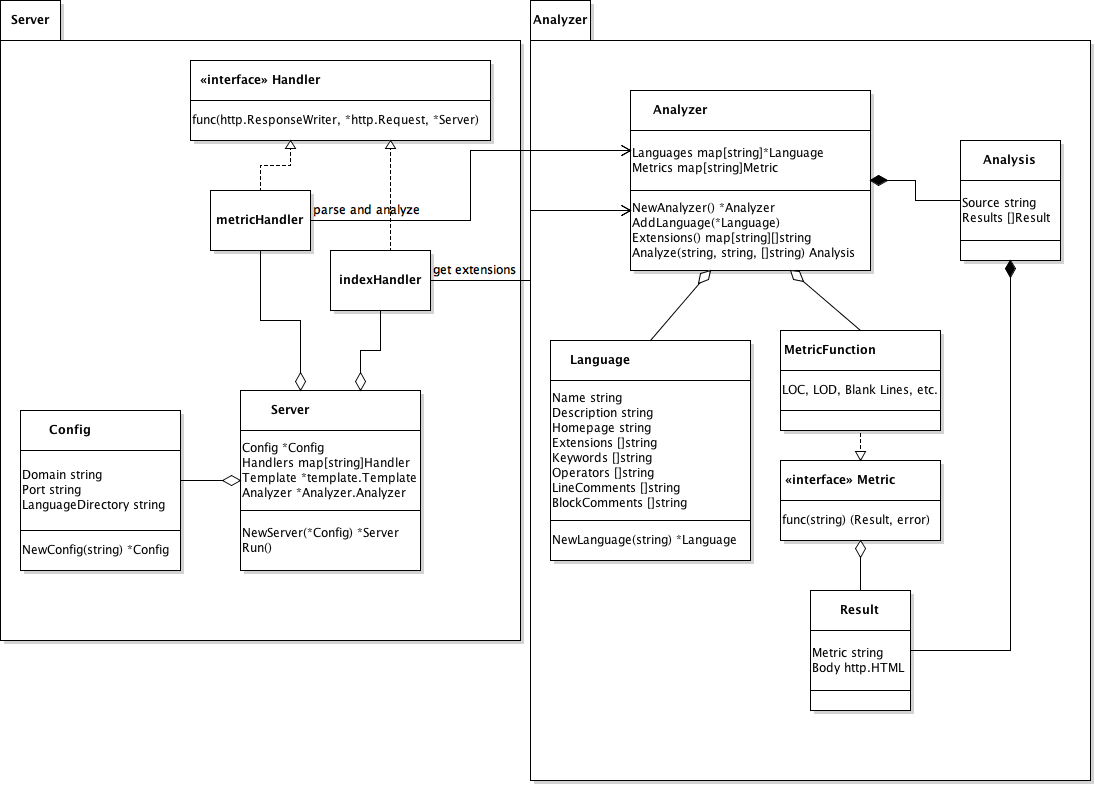 Server
«interface» Handler
func(http.ResponseWriter, *http.Request, *Server)
metricHandler
parse and analyze
indexHandler
get extensions
Config
Domain string
Port string
LanguageDirectory string
NewConfig(string) *Config
Server
Config *Config
Handlers map[string]Handler
Template *template.Template
Analyzer *Analyzer.Analyzer
NewServer(*Config) *Server
Run()
Analyzer
Analyzer
Languages map[string]*Language
Metrics map[string]Metric
NewAnalyzer() *Analyzer
AddLanguage(*Language)
Extensions() map[string][]string
Analyze(string, string, []string) Analysis
Analysis
Source string
Results []Result
Language
Name string
Description string
Homepage string
Extensions []string
Keywords []string
Operators []string
LineComments []string
BlockComments []string
NewLanguage(string) *Language
MetricFunction
LOC, LOD, Blank Lines, etc.
«interface» Metric
func(string) (Result, error)
Result
Metric string
Body http.HTML